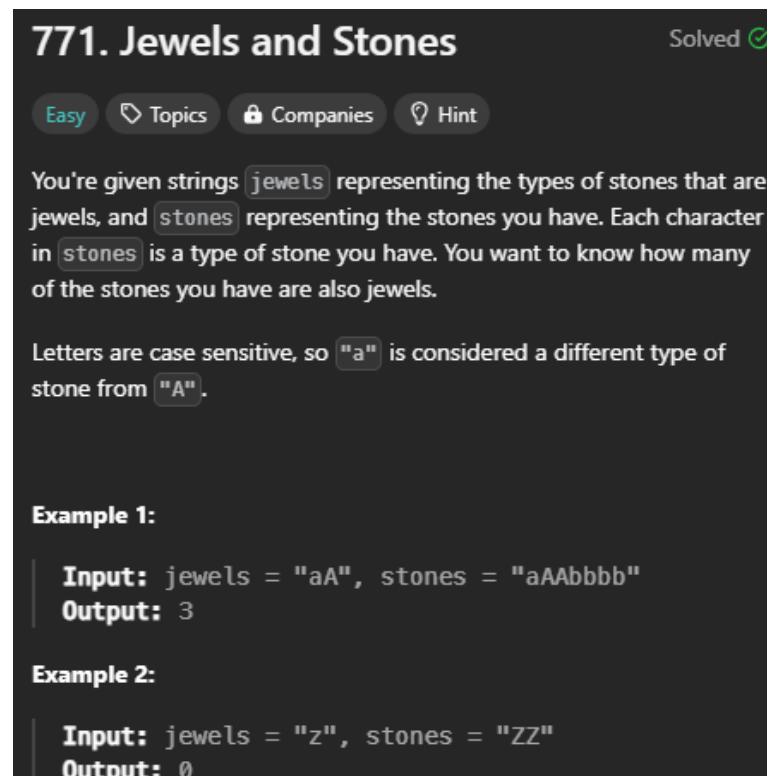 771. Jewels and Stones
Solved
Easy
Topics
Companies
Hint
You're given strings jewels representing the types of stones that are
jewels, and stones representing the stones you have. Each character
in stones is a type of stone you have. You want to know how many
of the stones you have are also jewels.
Letters are case sensitive, so "a" is considered a different type of
stone from "A".
Example 1:
Input: jewels = "aA", stones = "aAAbbbb"
Output: 3
Example 2:
Input: jewels = "z", stones = "ZZ"
Output: 0